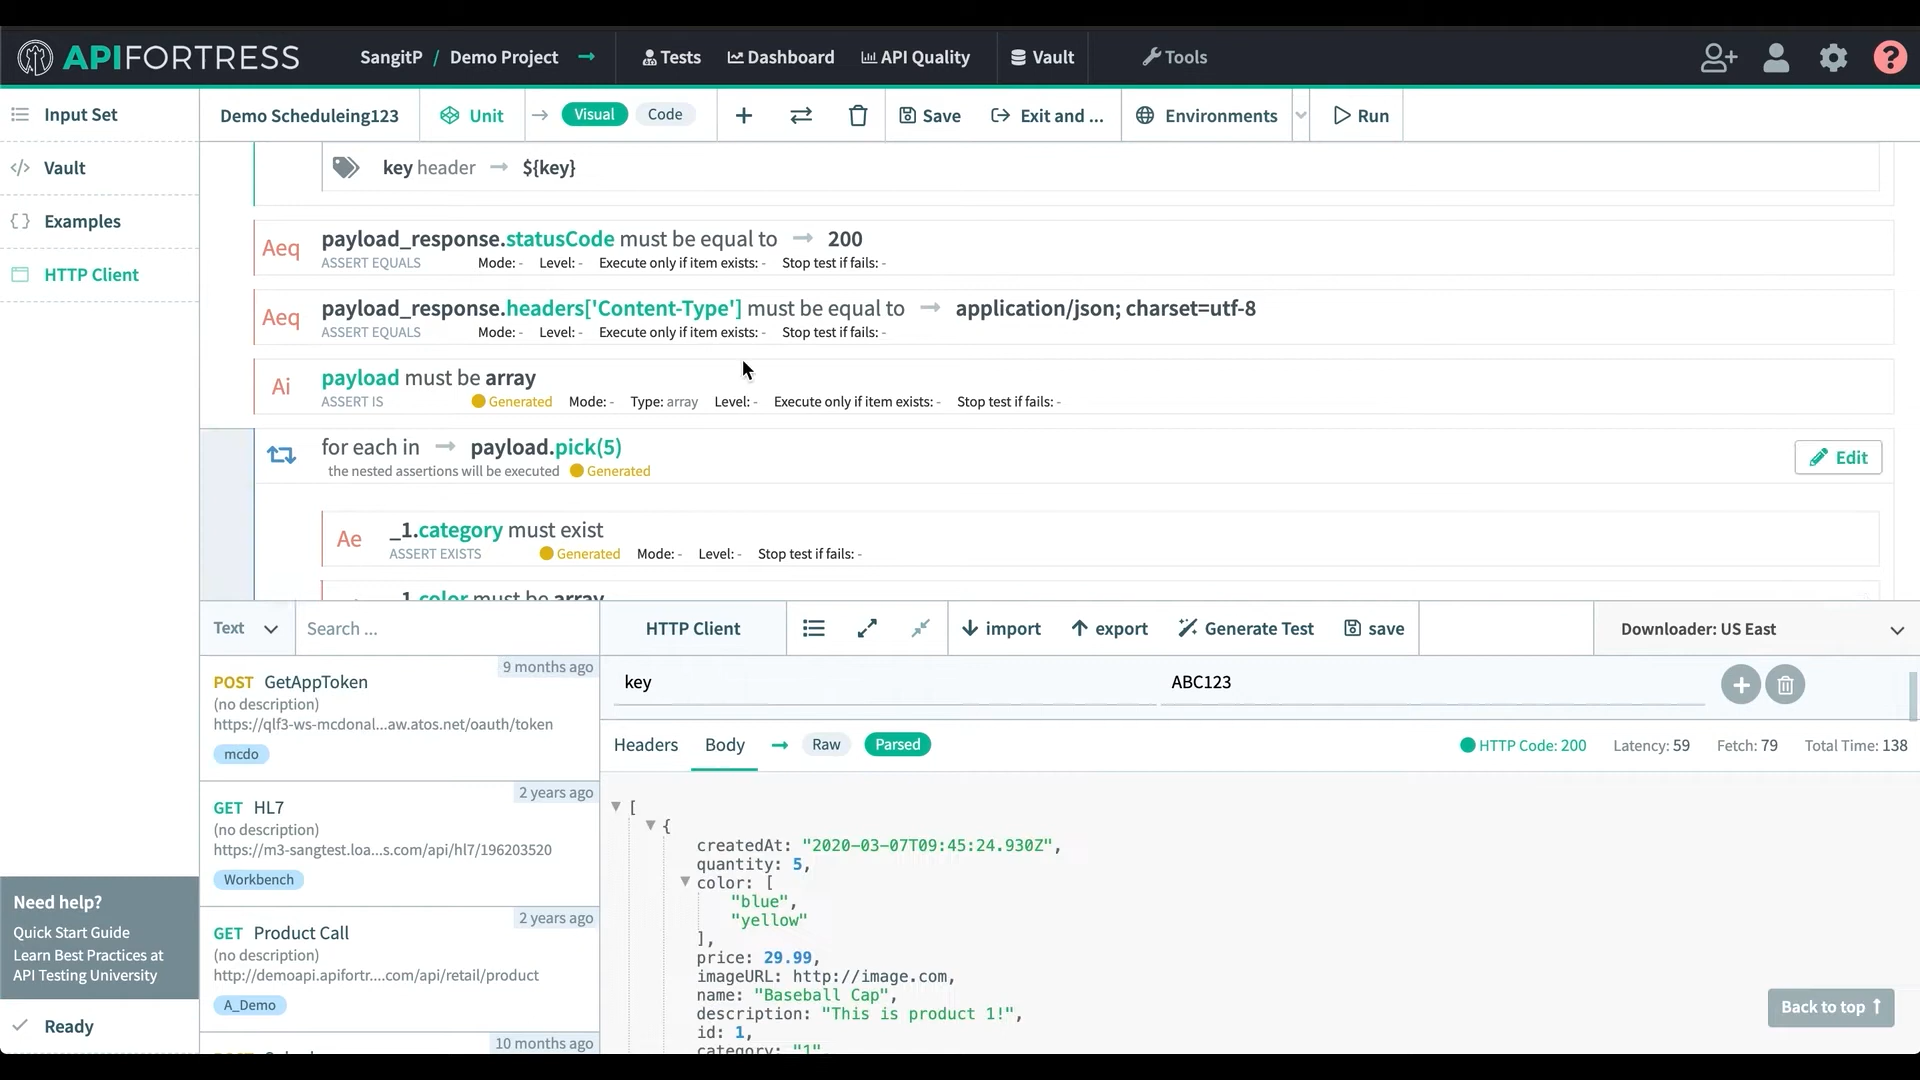 APIFORTRESS
SangitP / Demo Project → Tests Dashboard API Quality Vault Tools ?
Input Set
Vault
Examples
HTTP Client
Demo Scheduleing123 Unit → Visual Code + Save Exit and ... Environments Run
key header → ${key}
Aeq payload_response.statusCode must be equal to → 200
ASSERT EQUALS Mode: - Level: - Execute only if item exists: - Stop test if fails: -
Aeq payload_response.headers['Content-Type'] must be equal to → application/json; charset=utf-8
ASSERT EQUALS Mode: - Level: - Execute only if item exists: - Stop test if fails: -
Ai payload must be array
ASSERT IS Generated Mode: - Type: array Level: - Execute only if item exists: - Stop test if fails: -
for each in → payload.pick(5)
the nested assertions will be executed Generated
Edit
Ae _1.category must exist
ASSERT EXISTS Generated Mode: - Level: - Stop test if fails: -
_1.color must be array
Text Search ...
9 months ago
POST GetAppToken
(no description)
https://qlf3-ws-mcdonal...aw.atos.net/oauth/token
mcdo
2 years ago
GET HL7
(no description)
https://m3-sangtest.loa...s.com/api/hl7/196203520
Workbench
2 years ago
GET Product Call
(no description)
http://demoapi.apifortr....com/api/retail/product
A_Demo
10 months ago
HTTP Client import export Generate Test save Downloader: US East
key ABC123
Headers Body → Raw Parsed HTTP Code: 200 Latency: 59 Fetch: 79 Total Time: 138
[
{
createdAt: "2020-03-07T09:45:24.930Z",
quantity: 5,
color: [
"blue",
"yellow"
],
price: 29.99,
imageURL: http://image.com,
name: "Baseball Cap",
description: "This is product 1!",
id: 1,
category: "1"
Back to top ↑
Need help?
Quick Start Guide
Learn Best Practices at
API Testing University
Ready